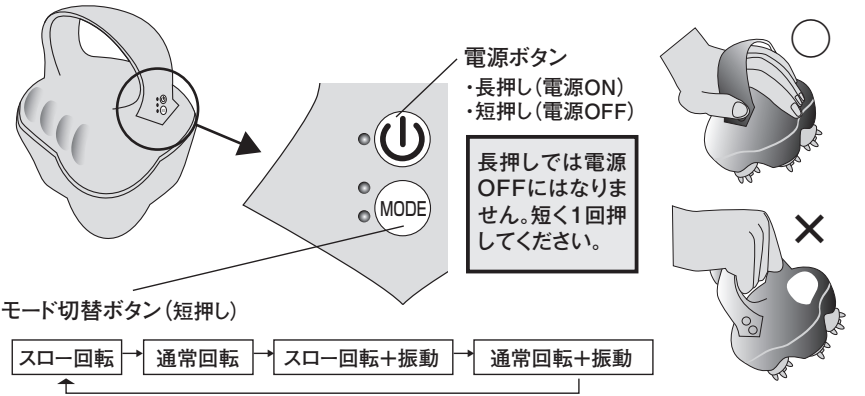 電源ボタン
・長押し（電源ON）
・短押し（電源OFF）
長押しでは電源
OFFにはなりま
せん。短く1回押
してください。
MODE
モード切替ボタン（短押し）
スロー回転
通常回転
スロー回転＋振動
通常回転＋振動